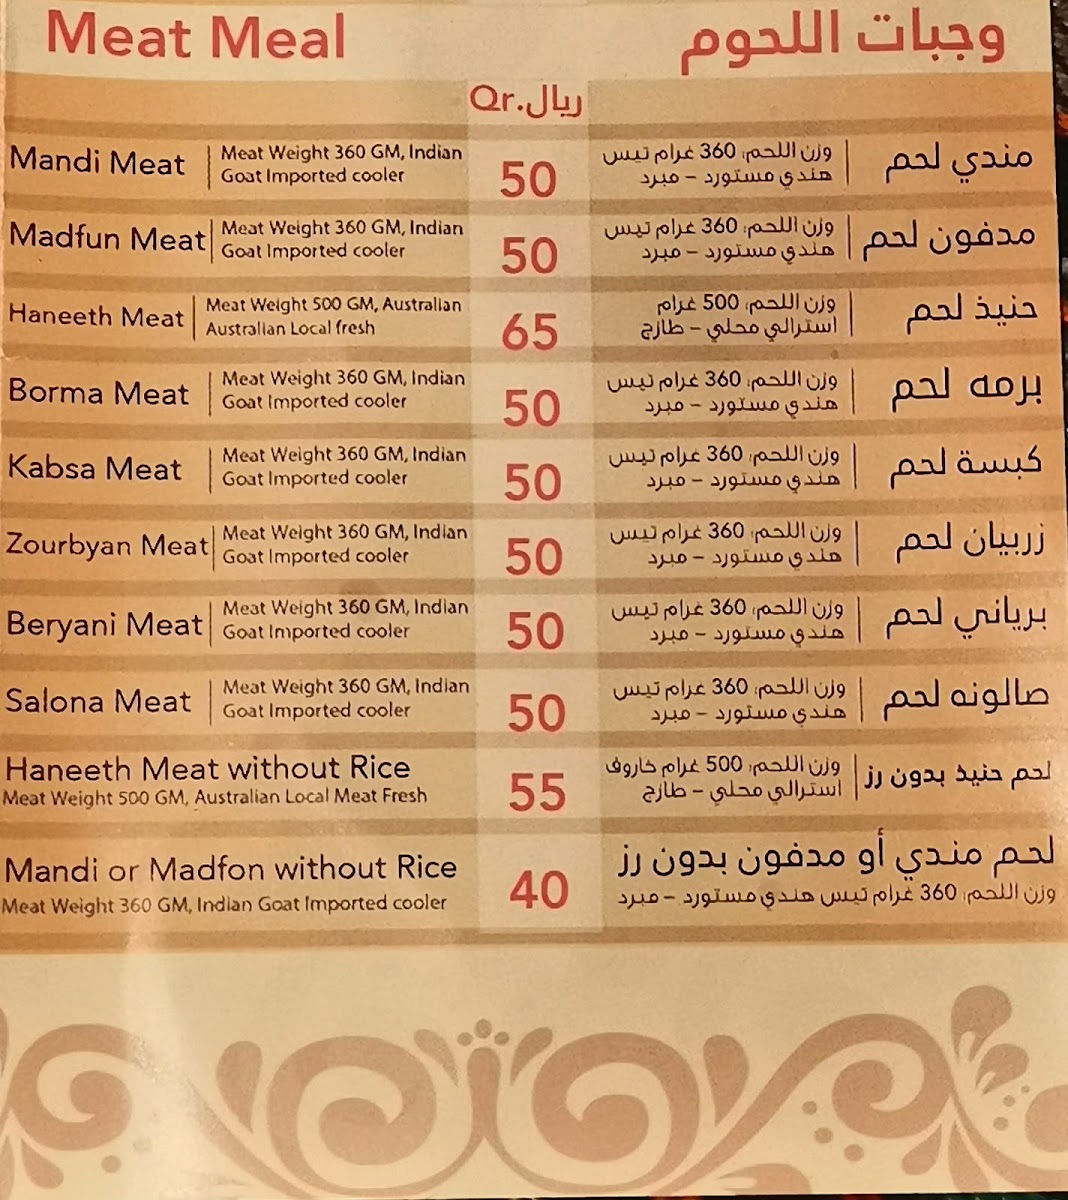 Meat Meal وجبات اللحوم
Qr. ريال
Mandi Meat
Meat Weight 360 GM, Indian
Goat Imported cooler
50
وزن اللحم: 360 غرام تيس
هندي مستورد – مبرد
مندي لحم
Madfun Meat
Meat Weight 360 GM, Indian
Goat Imported cooler
50
وزن اللحم: 360 غرام تيس
هندي مستورد – مبرد
مدفون لحم
Haneeth Meat
Meat Weight 500 GM, Australian
Australian Local fresh
65
وزن اللحم: 500 غرام
استرالي محلي – طازج
حنيذ لحم
Borma Meat
Meat Weight 360 GM, Indian
Goat Imported cooler
50
وزن اللحم: 360 غرام تيس
هندي مستورد – مبرد
برمه لحم
Kabsa Meat
Meat Weight 360 GM, Indian
Goat Imported cooler
50
وزن اللحم: 360 غرام تيس
هندي مستورد – مبرد
كبسة لحم
Zourbyan Meat
Meat Weight 360 GM, Indian
Goat Imported cooler
50
وزن اللحم: 360 غرام تيس
هندي مستورد – مبرد
زربيان لحم
Beryani Meat
Meat Weight 360 GM, Indian
Goat Imported cooler
50
وزن اللحم: 360 غرام تيس
هندي مستورد – مبرد
برياني لحم
Salona Meat
Meat Weight 360 GM, Indian
Goat Imported cooler
50
وزن اللحم: 360 غرام تيس
هندي مستورد – مبرد
صالونه لحم
Haneeth Meat without Rice
Meat Weight 500 GM, Australian Local Meat Fresh
55
وزن اللحم: 500 غرام خاروف
استرالي محلي – طازج
لحم حنيذ بدون رز
Mandi or Madfon without Rice
Meat Weight 360 GM, Indian Goat Imported cooler
40
لحم مندي أو مدفون بدون رز
وزن اللحم: 360 غرام تيس هندي مستورد – مبرد